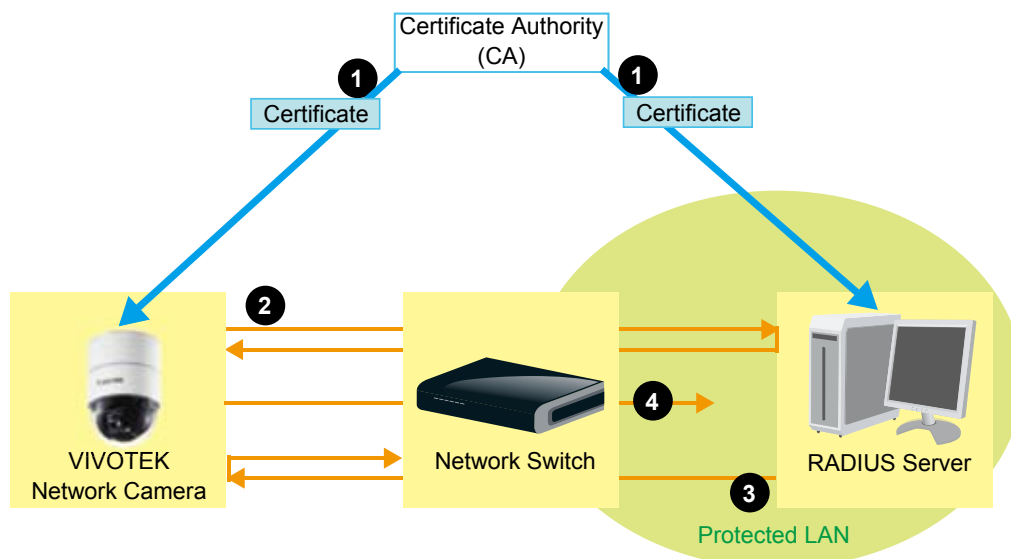 Certificate Authority
(CA)
1
1
Certificate
Certificate
2
4
VIVOTEK
Network Camera
Network Switch
RADIUS Server
3
Protected LAN